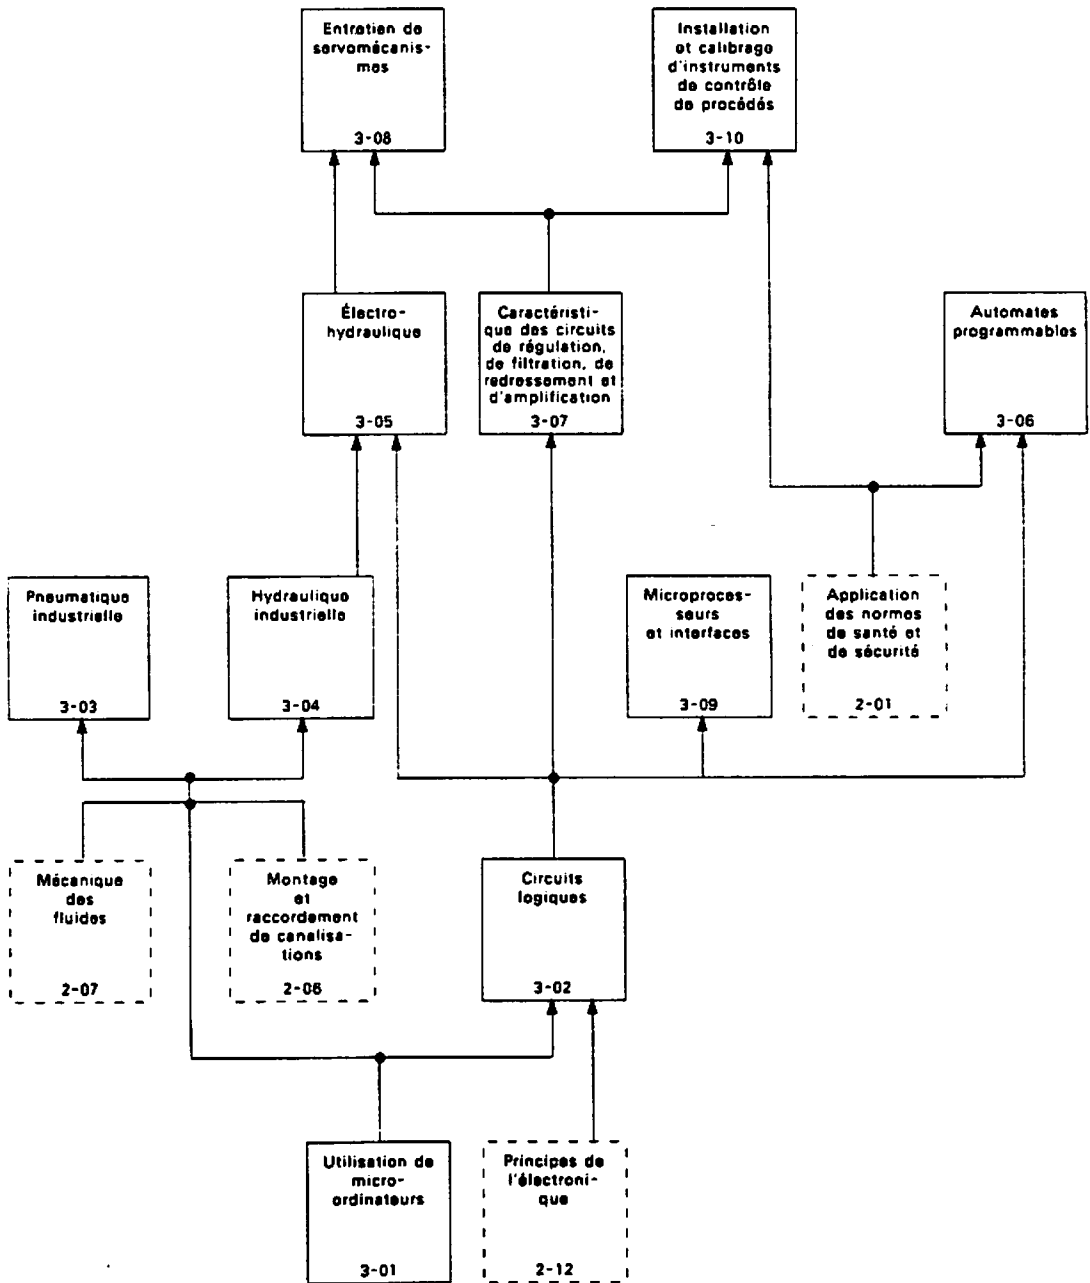 Entretien de
servomécanis-
mes
3-08
Installation
et calibrage
d'instruments
de contrôle
de procédés
3-10
Électro-
hydraulique
3-05
Caractéristi-
que des circuits
de régulation,
de filtration, de
redressement et
d'amplification
3-07
Automates
programmables
3-06
Pneumatique
industrielle
3-03
Hydraulique
industrielle
3-04
Microproces-
seurs
et interfaces
3-09
Application
des normes
de santé et
de sécurité
2-01
Mécanique
des
fluides
2-07
Montage
et
raccordement
de canalisa-
tions
2-08
Circuits
logiques
3-02
Utilisation de
micro-
ordinateurs
3-01
Principes de
l'électroni-
que
2-12